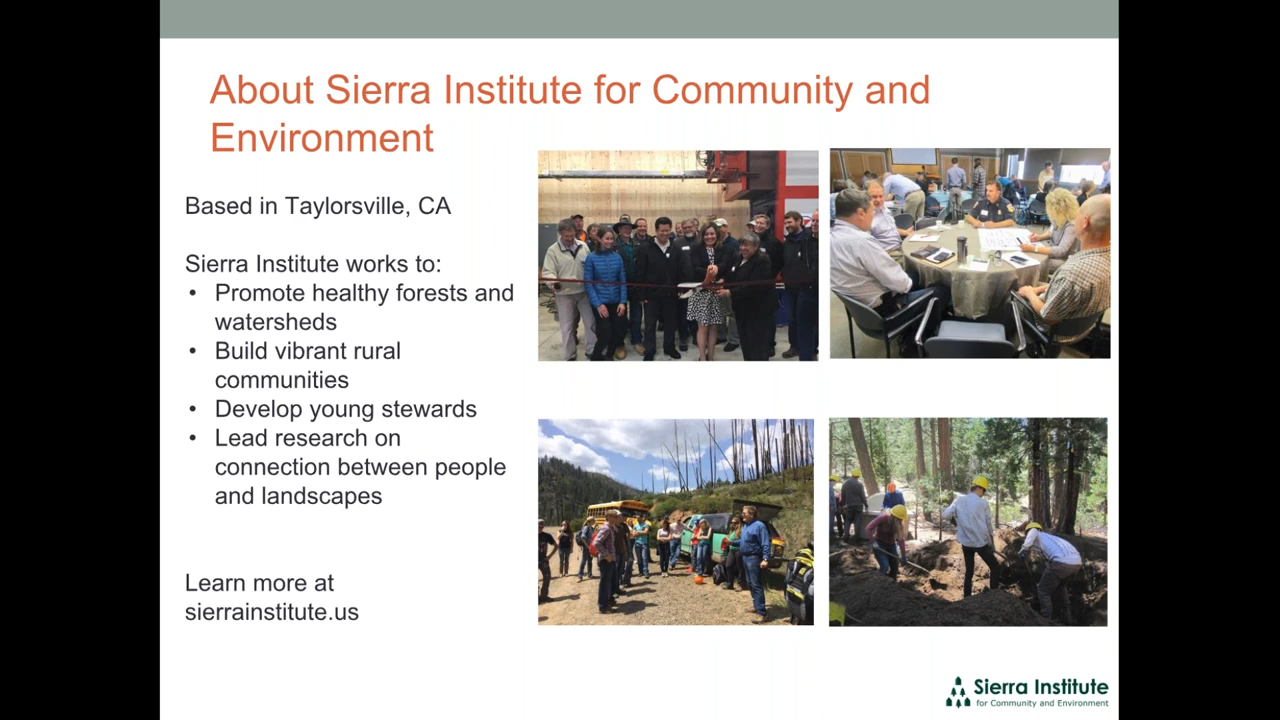 About Sierra Institute for Community and
Environment
Based in Taylorsville, CA
Sierra Institute works to:
• Promote healthy forests and
watersheds
• Build vibrant rural
communities
• Develop young stewards
• Lead research on
connection between people
and landscapes
Learn more at
sierrainstitute.us
Sierra Institute
for Community and Environment